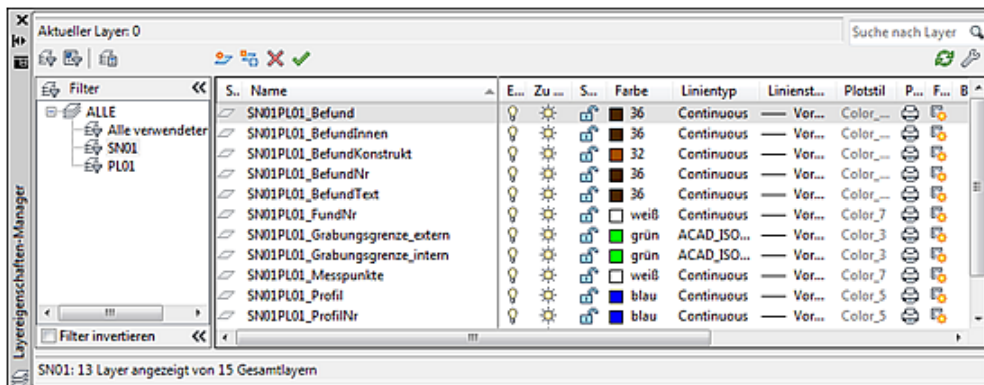 Aktueller Layer: 0
Suche nach Layer
Filter
S.. Name E... Zu ... S... Farbe Linientyp Linienst... Plotstil P... F... B
ALLE
Alle verwendeter
SN01
PL01
SN01PL01_Befund 36 Continuous Vor... Color_...
SN01PL01_BefundInnen 36 Continuous Vor... Color_...
SN01PL01_BefundKonstrukt 32 Continuous Vor... Color_...
SN01PL01_BefundNr 36 Continuous Vor... Color_...
SN01PL01_BefundText 36 Continuous Vor... Color_...
SN01PL01_FundNr weiß Continuous Vor... Color_7
SN01PL01_Grabungsgrenze_extern grün ACAD_ISO... Vor... Color_3
SN01PL01_Grabungsgrenze_intern grün ACAD_ISO... Vor... Color_3
SN01PL01_Messpunkte weiß Continuous Vor... Color_7
SN01PL01_Profil blau Continuous Vor... Color_5
SN01PL01_ProfilNr blau Continuous Vor... Color_5
Filter invertieren
Layereigenschaften-Manager
SN01: 13 Layer angezeigt von 15 Gesamtlayern